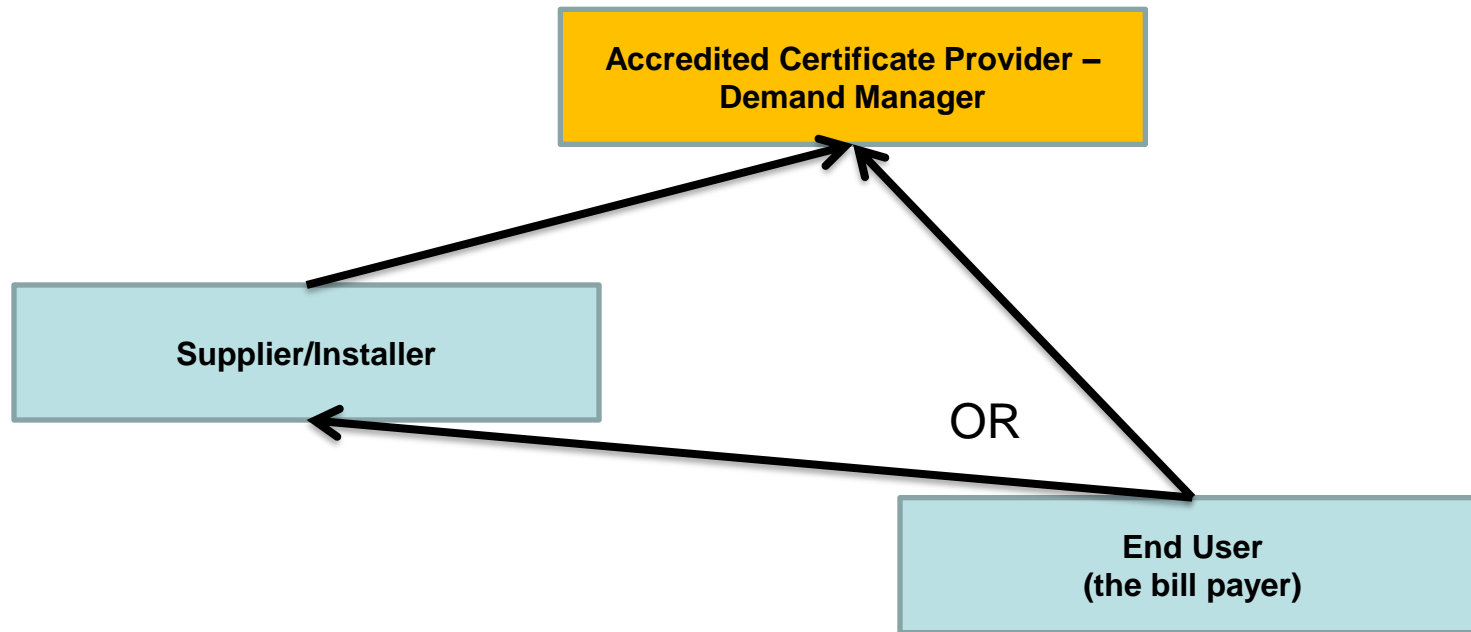 Accredited Certificate Provider –
Demand Manager
Supplier/Installer
OR
End User
(the bill payer)